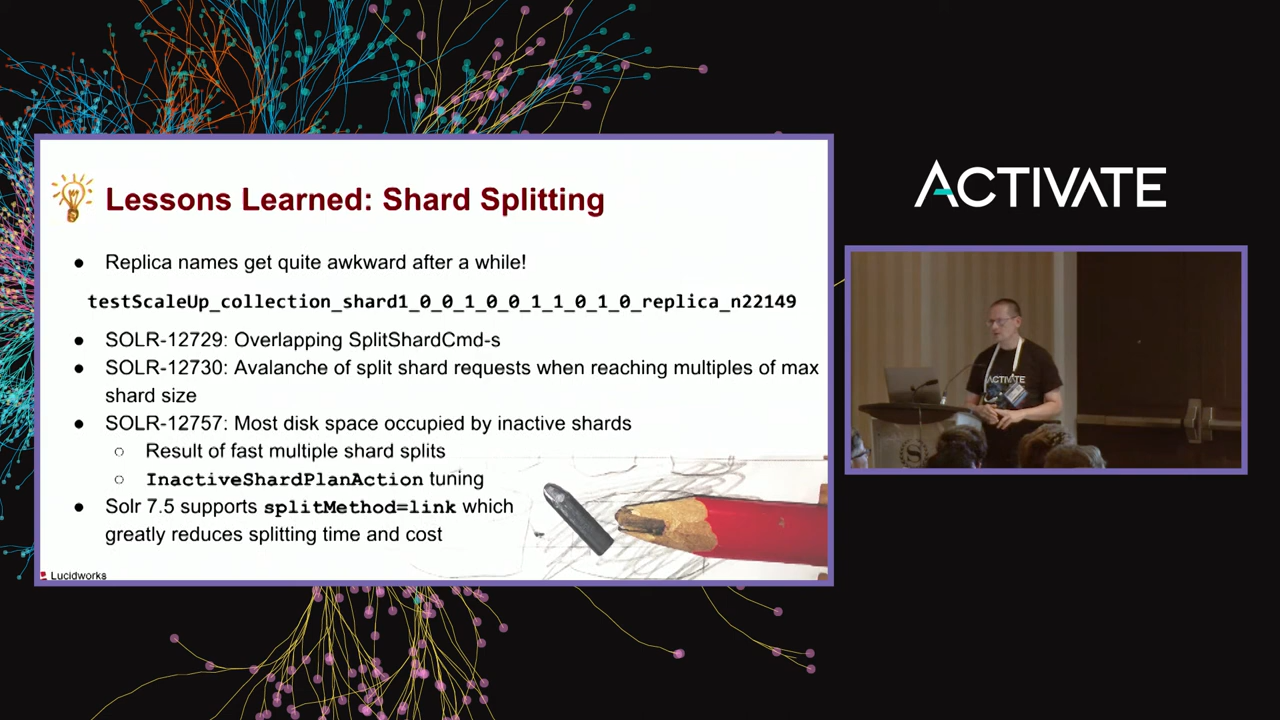 Lessons Learned: Shard Splitting
● Replica names get quite awkward after a while!
testScaleUp_collection_shard1_0_0_1_0_0_1_1_0_1_0_replica_n22149
● SOLR-12729: Overlapping SplitShardCmd-s
● SOLR-12730: Avalanche of split shard requests when reaching multiples of max
shard size
● SOLR-12757: Most disk space occupied by inactive shards
○ Result of fast multiple shard splits
○ InactiveShardPlanAction tuning
● Solr 7.5 supports splitMethod=link which
greatly reduces splitting time and cost
Lucidworks
ACTIVATE
ACTIVATE